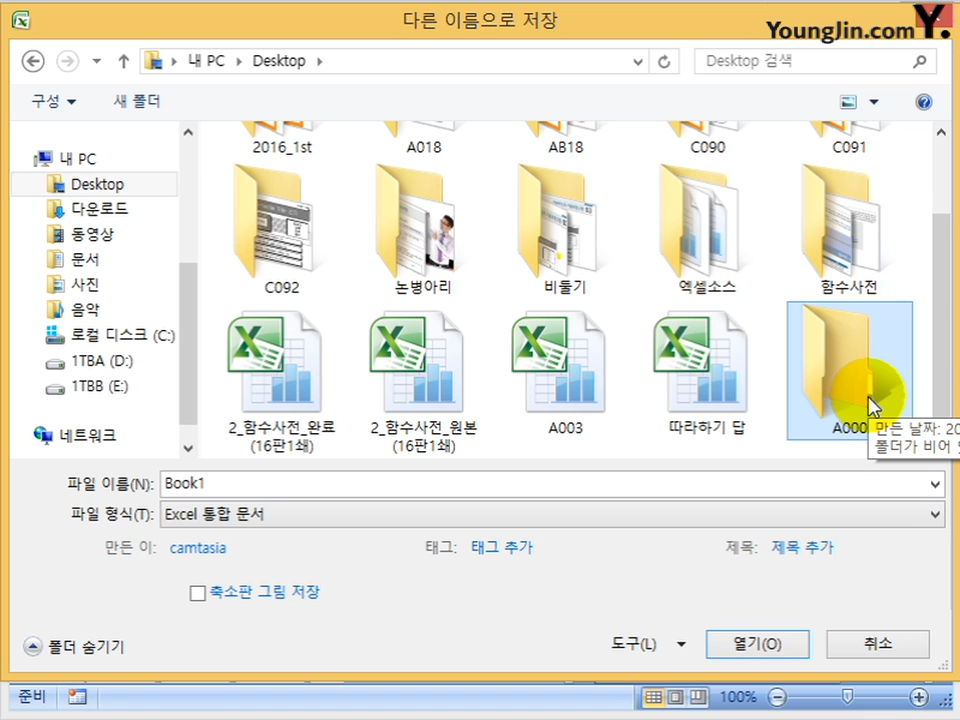 다른 이름으로 저장
YoungJin.com Y.
내 PC
Desktop
Desktop 검색
구성
새 폴더
내 PC
Desktop
다운로드
동영상
문서
사진
음악
로컬 디스크 (C:)
1TBA (D:)
1TBB (E:)
네트워크
2016_1st
A018
AB18
C090
C091
C092
논병아리
비둘기
엑셀소스
함수사전
2_함수사전_완료
(16판1쇄)
2_함수사전_원본
(16판1쇄)
A003
따라하기 답
A000
만든 날짜: 20
폴더가 비어
파일 이름(N):
Book1
파일 형식(T):
Excel 통합 문서
만든 이:
camtasia
태그:
태그 추가
제목:
제목 추가
축소판 그림 저장
폴더 숨기기
도구(L)
열기(O)
취소
준비
100%